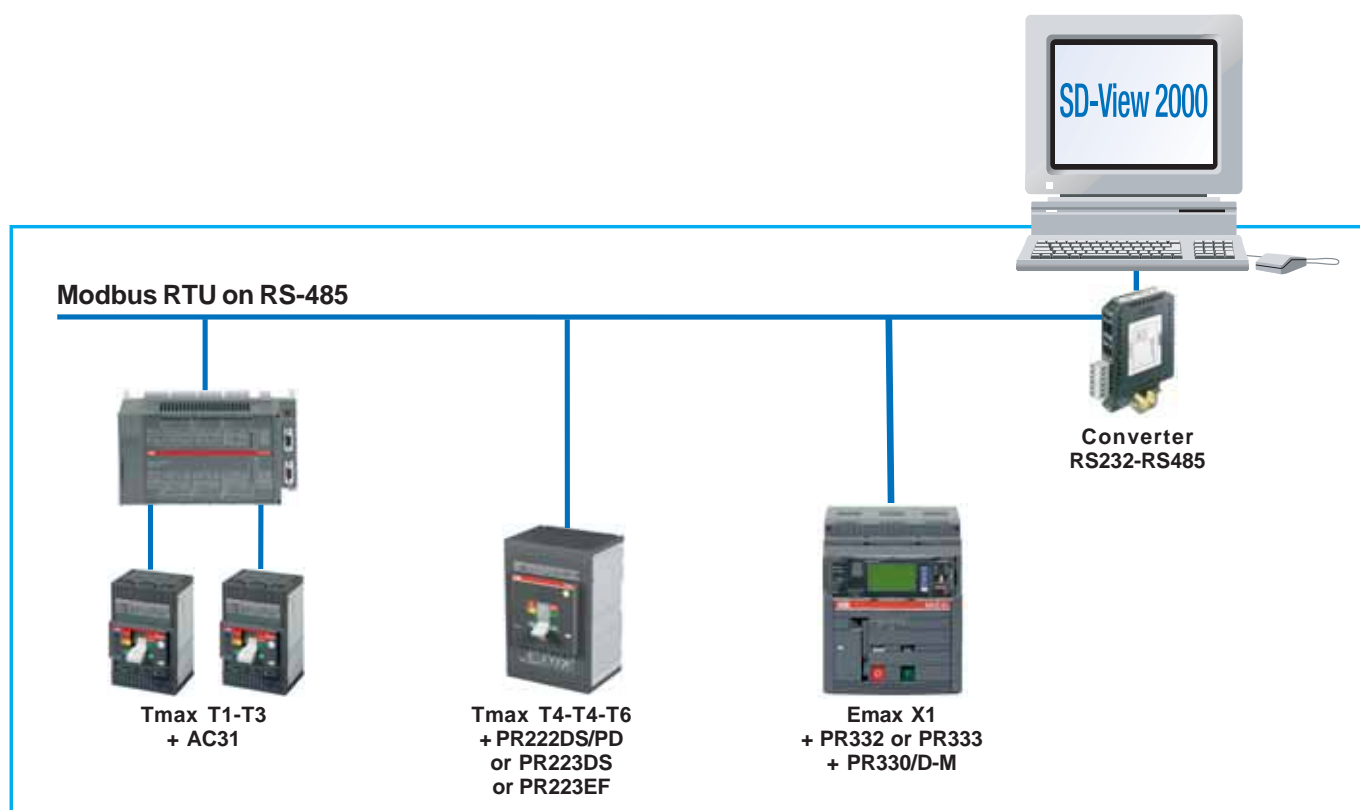 SD-View 2000
Modbus RTU on RS-485
Converter
RS232-RS485
Tmax T1-T3
+ AC31
Tmax T4-T4-T6
+PR222DS/PD
or PR223DS
or PR223EF
Emax X1
+ PR332 or PR333
+ PR330/D-M